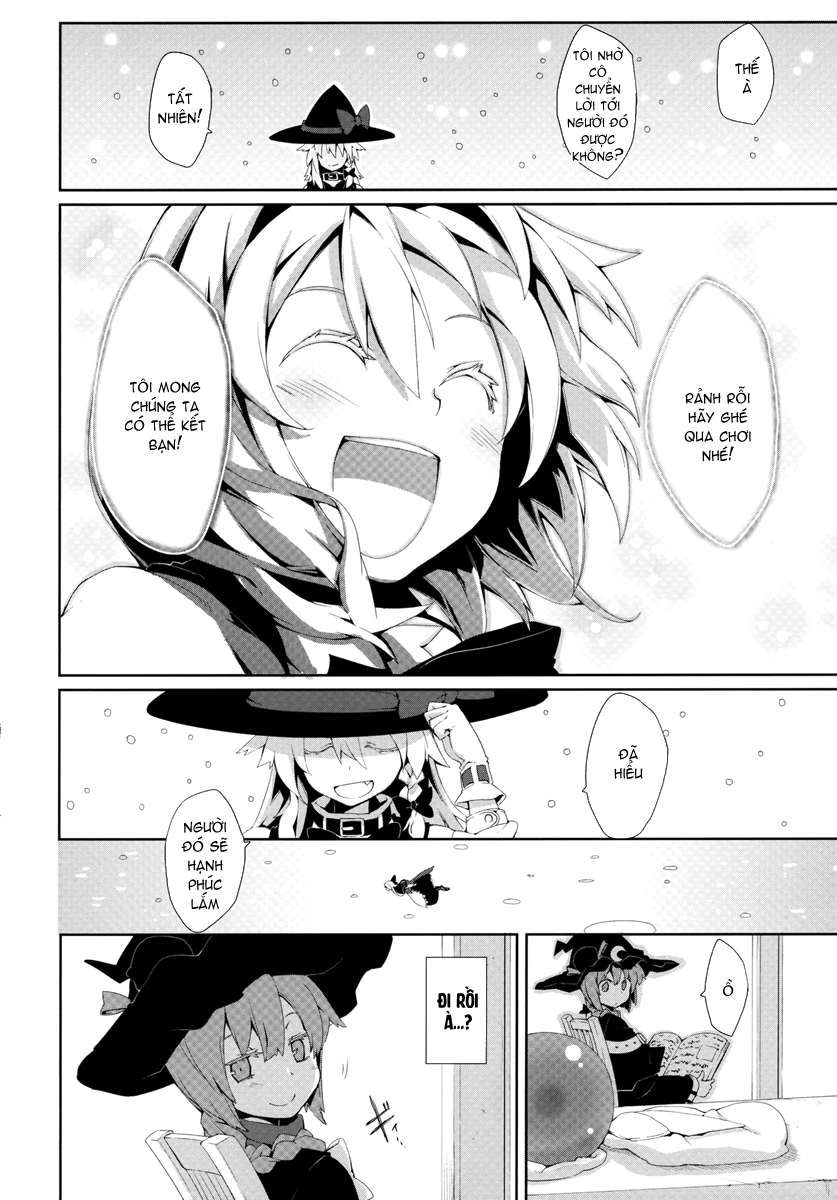 THẾ
À
TÔI NHỜ
CÔ
CHUYỂN
LỜI TỚI
NGƯỜI ĐÓ
ĐƯỢC
KHÔNG?
TẤT
NHIÊN!
RẢNH RỖI
HÃY GHÉ
QUA CHƠI
NHÉ!
TÔI MONG
CHÚNG TA
CÓ THỂ KẾT
BẠN!
ĐÃ
HIỂU
NGƯỜI
ĐÓ SẼ
HẠNH
PHÚC
LẮM
Ồ
ĐI RỒI
À...?
ギィ…